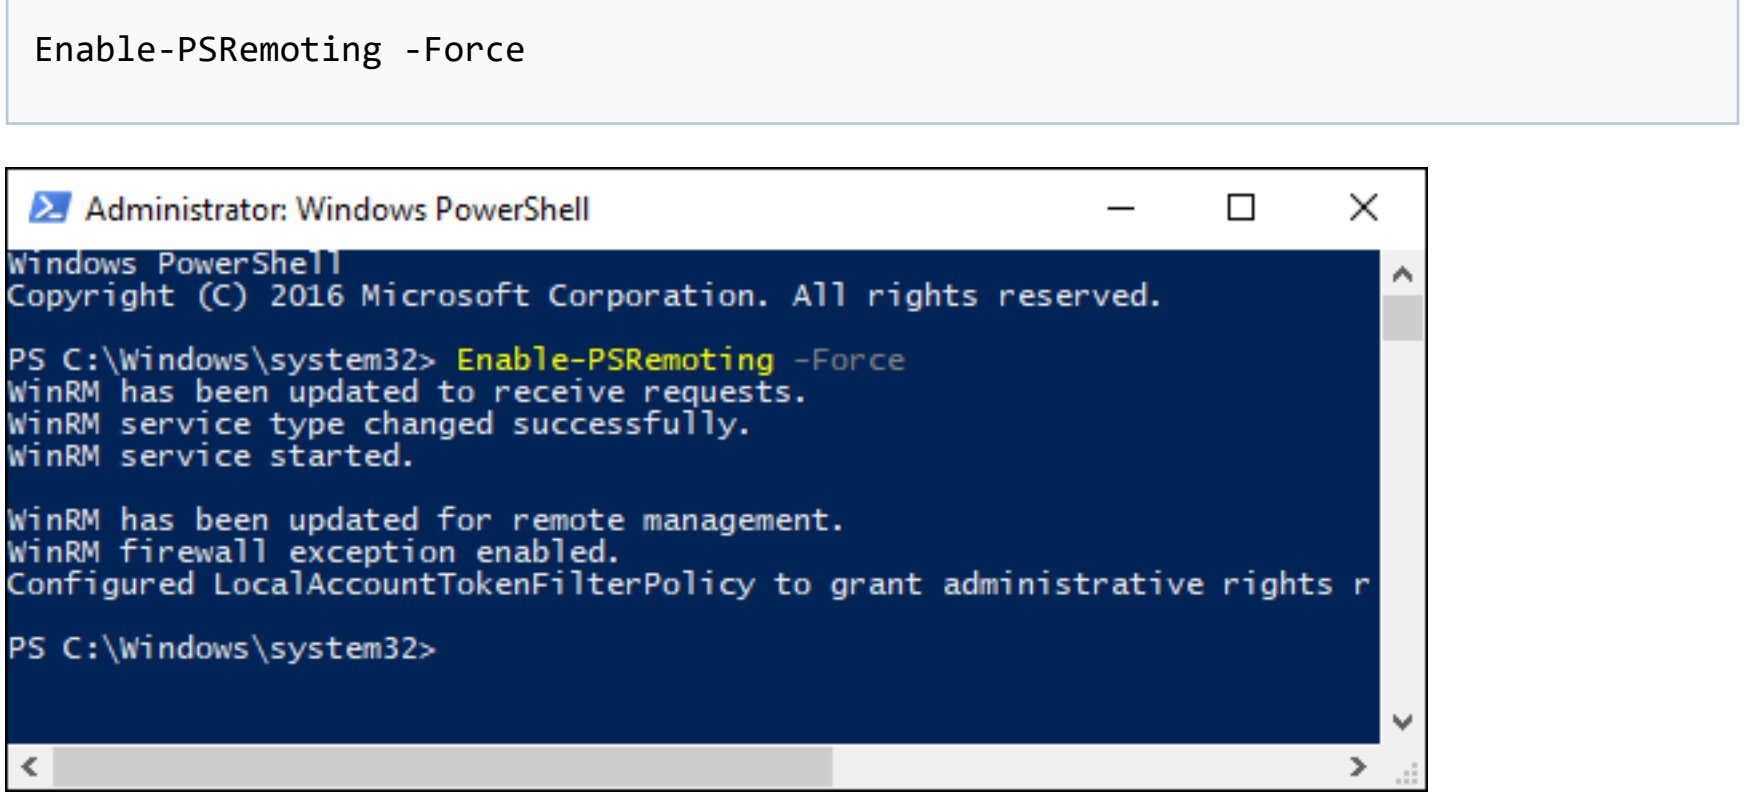 Enable-PSRemoting -Force
Administrator: Windows PowerShell
Windows PowerShell
Copyright (C) 2016 Microsoft Corporation. All rights reserved.
PS C:\Windows\system32> Enable-PSRemoting -Force
WinRM has been updated to receive requests.
WinRM service type changed successfully.
WinRM service started.
WinRM has been updated for remote management.
WinRM firewall exception enabled.
Configured LocalAccountTokenFilterPolicy to grant administrative rights r
PS C:\Windows\system32>